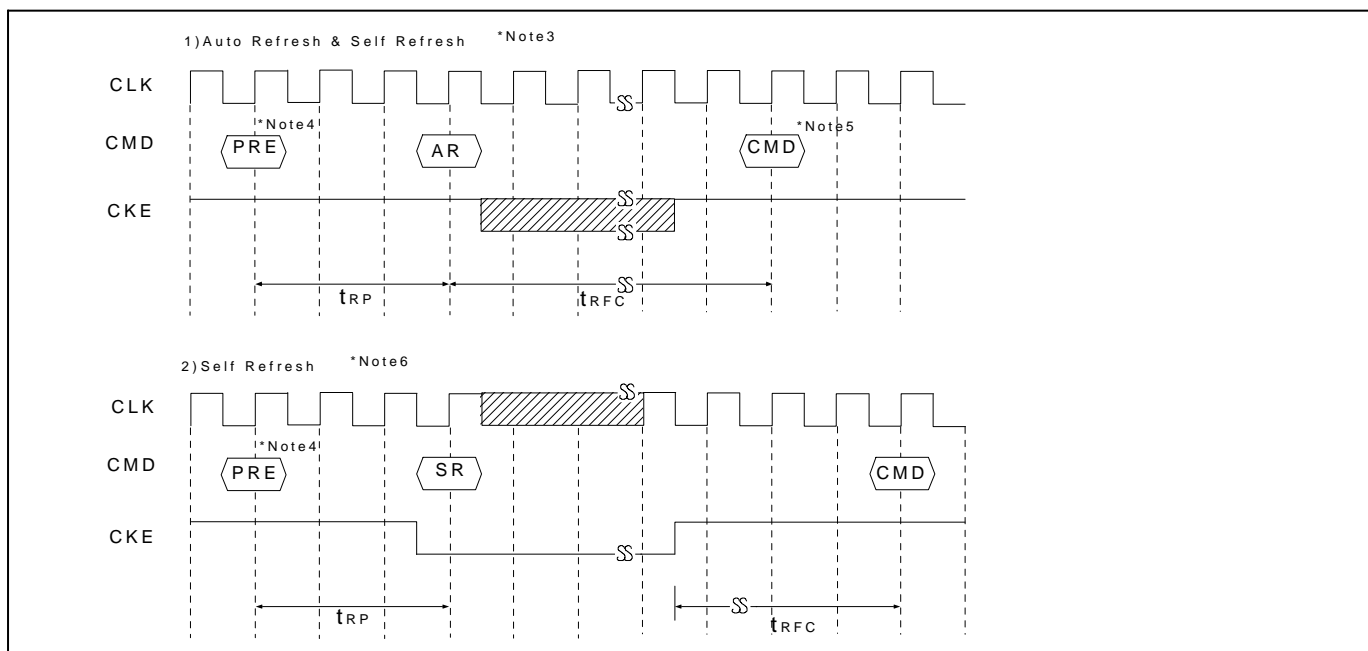 1)Auto Refresh & Self Refresh *Note3
CLK
*Note4
*Note5
CMD PRE AR CMD
CKE
tRP tRFC
2)Self Refresh *Note6
CLK
*Note4
CMD PRE SR CMD
CKE
tRP tRFC